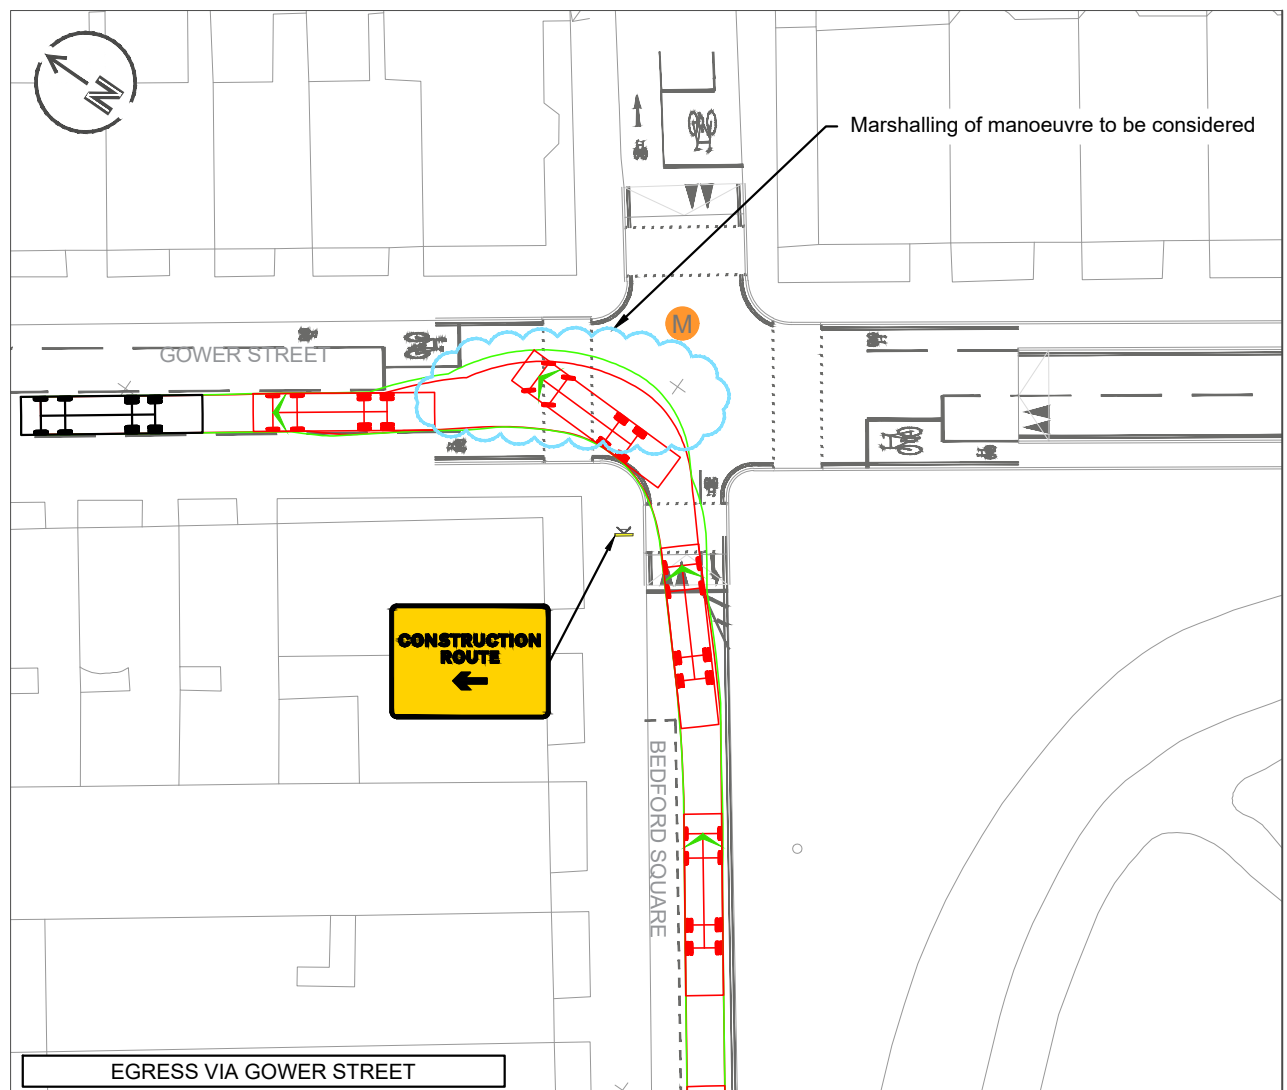 N
Marshalling of manoeuvre to be considered
M
GOWER STREET
CONSTRUCTION
ROUTE
BEDFORD SQUARE
EGRESS VIA GOWER STREET